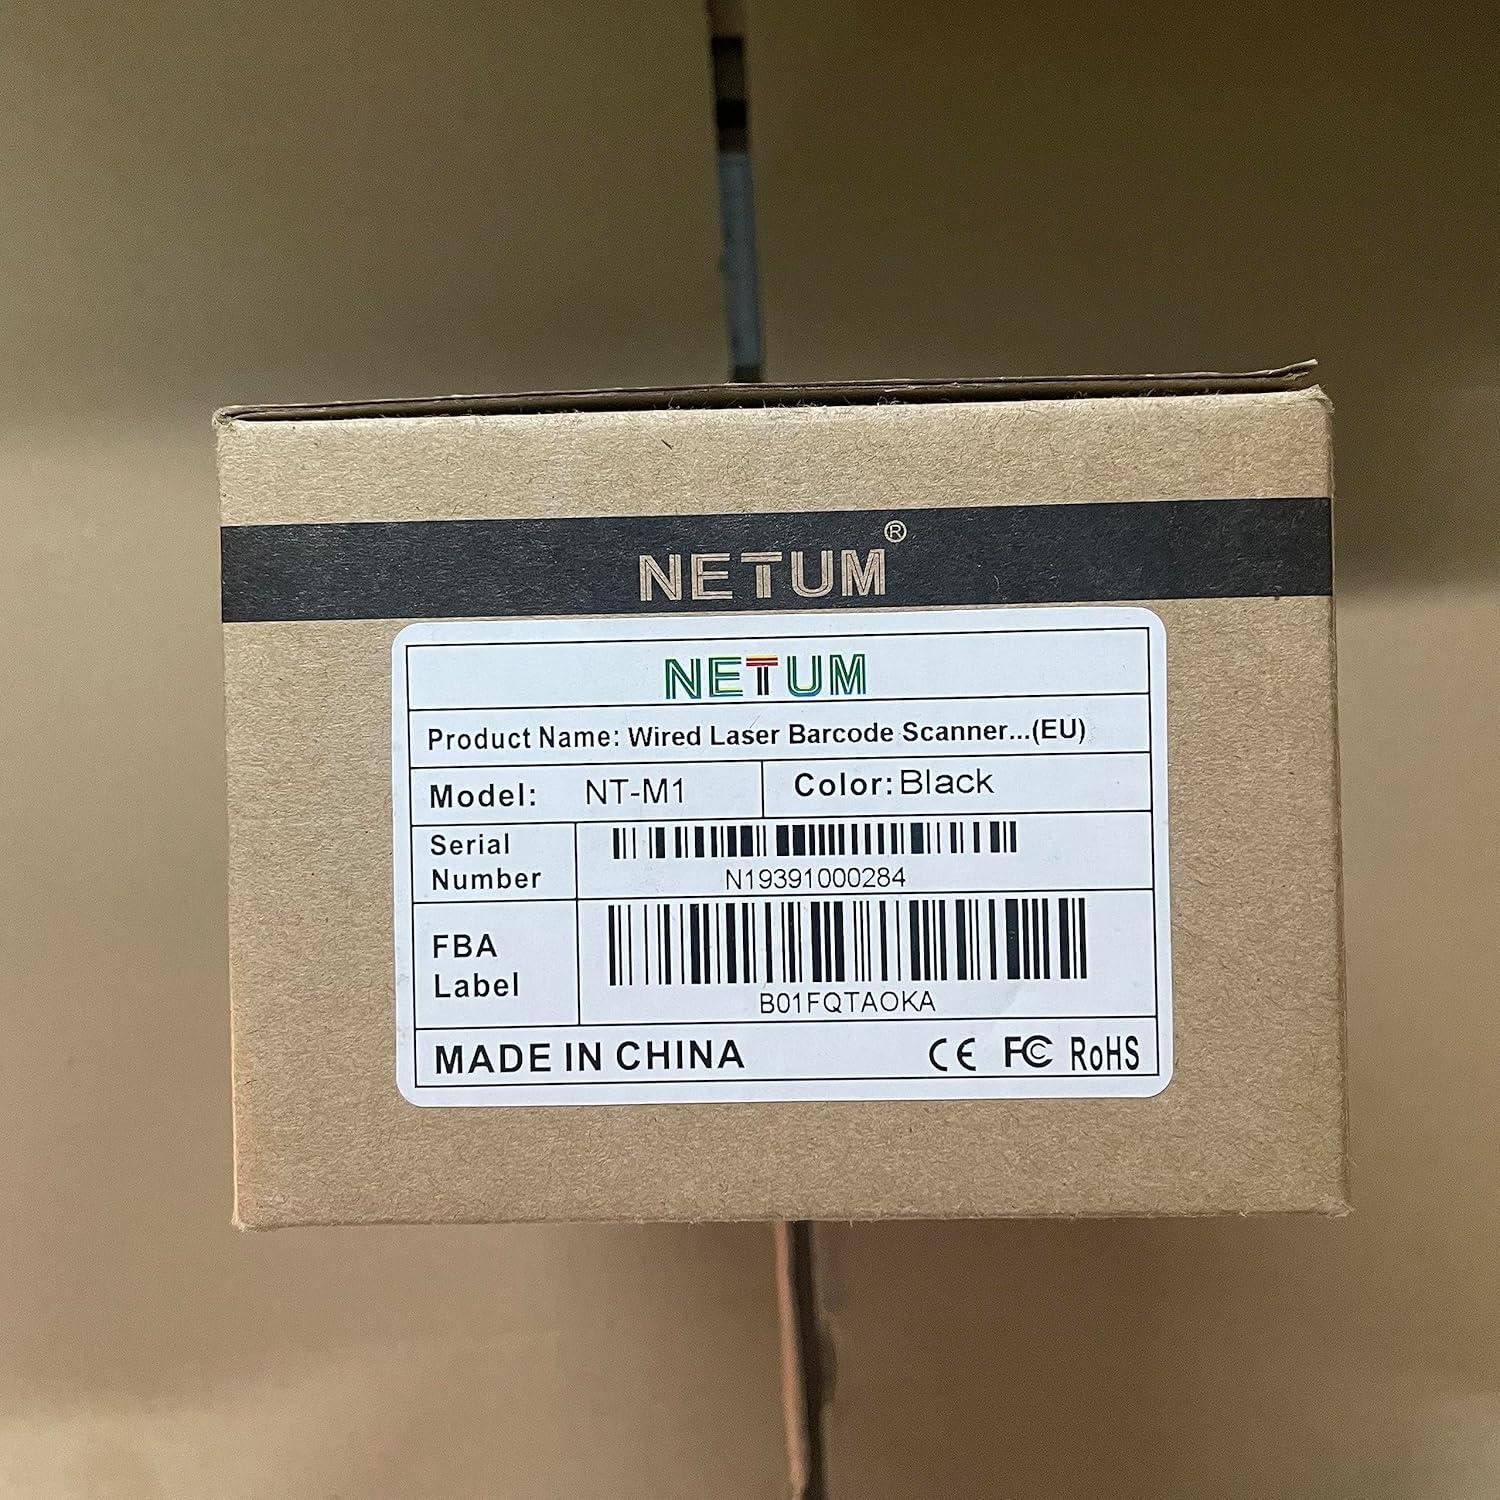 NETUM®
NETUM
Product Name: Wired Laser Barcode Scanner...(EU)
Model: NT-M1 Color: Black
Serial Number
N19391000284
FBA Label
B01FQTAOKA
MADE IN CHINA CE FC RoHS